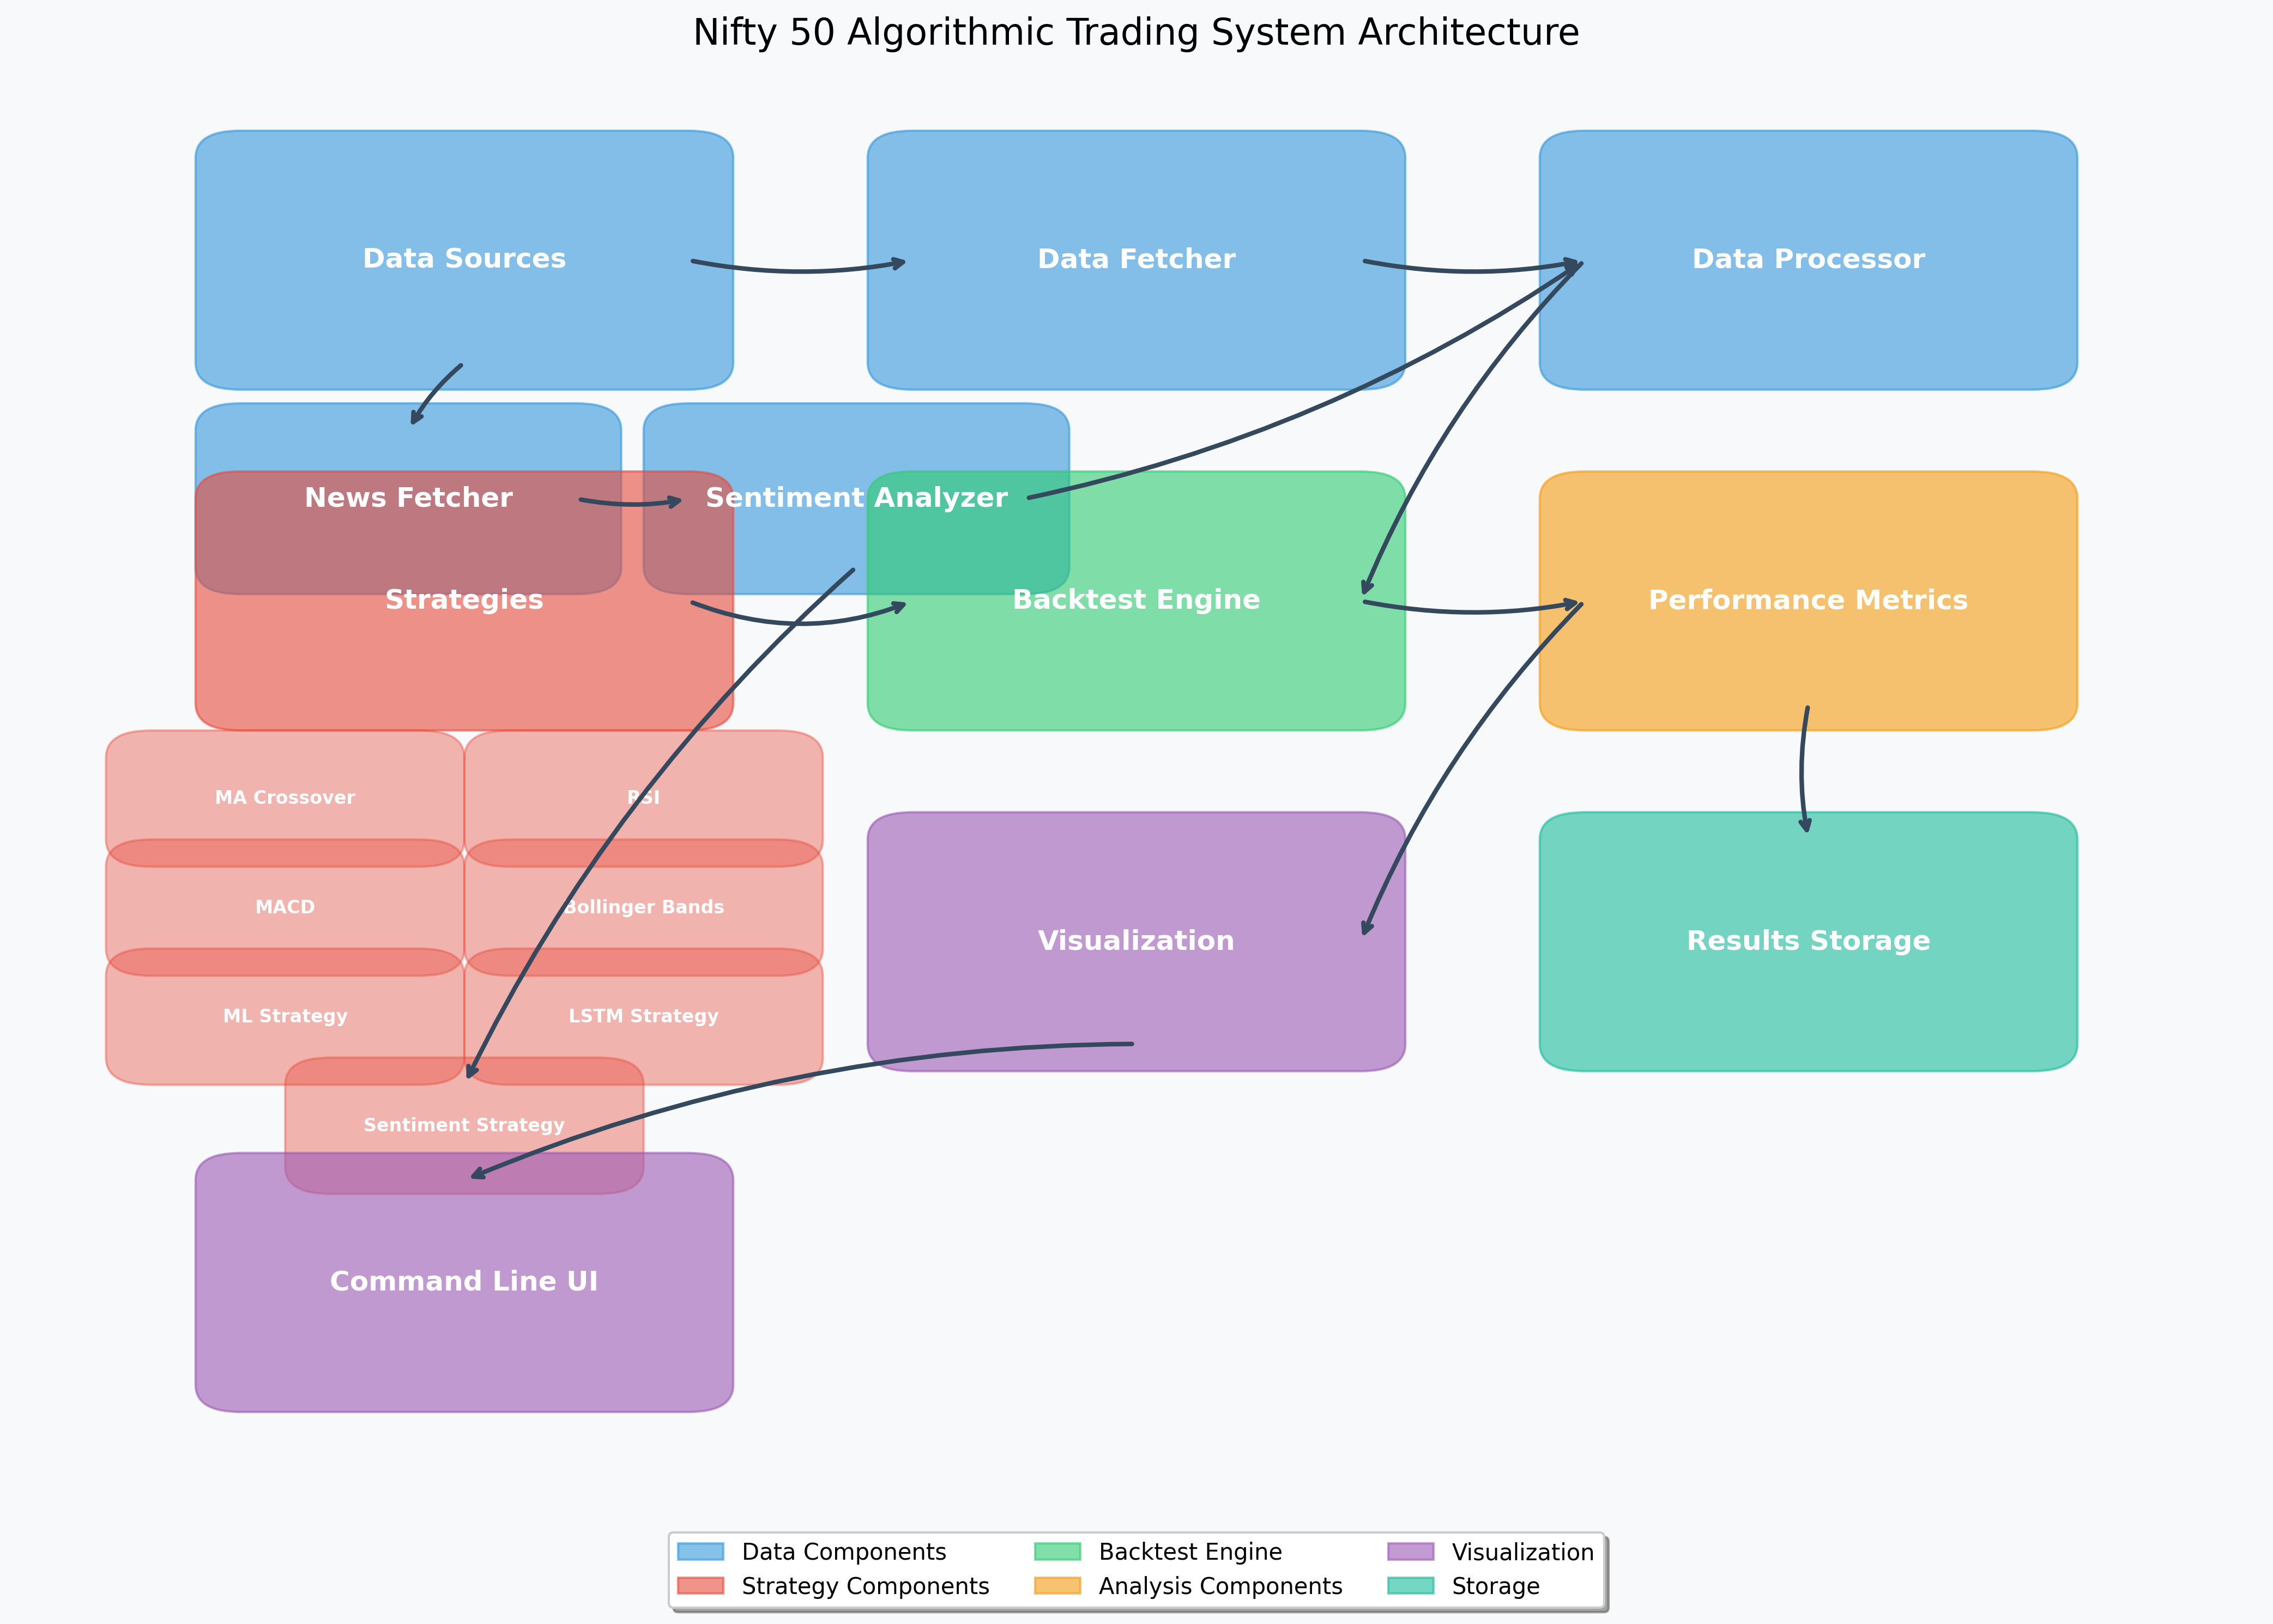 Nifty 50 Algorithmic Trading System Architecture
Data Sources
Data Fetcher
Data Processor
News Fetcher
Sentiment Analyzer
Strategies
Backtest Engine
Performance Metrics
MA Crossover
RSI
MACD
Bollinger Bands
Visualization
Results Storage
ML Strategy
LSTM Strategy
Sentiment Strategy
Command Line UI
Data Components
Strategy Components
Backtest Engine
Analysis Components
Visualization
Storage